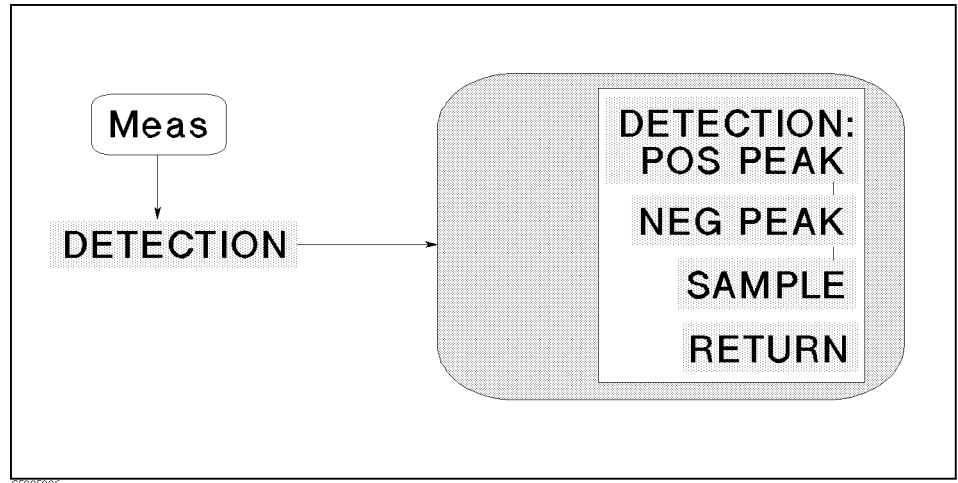 Meas
DETECTION
DETECTION:
POS PEAK
NEG PEAK
SAMPLE
RETURN